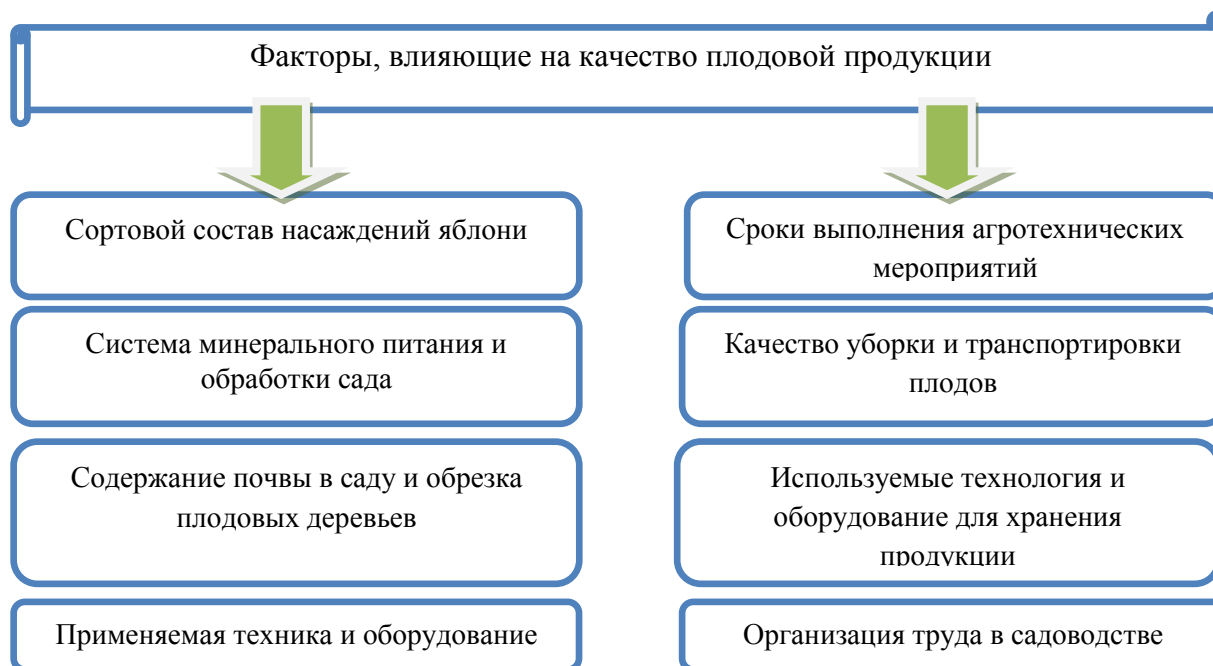 Факторы, влияющие на качество плодовой продукции
Сортовой состав насаждений яблони
Система минерального питания и
обработки сада
Содержание почвы в саду и обрезка
плодовых деревьев
Применяемая техника и оборудование
Сроки выполнения агротехнических
мероприятий
Качество уборки и транспортировки
плодов
Используемые технология и
оборудование для хранения
продукции
Организация труда в садоводстве